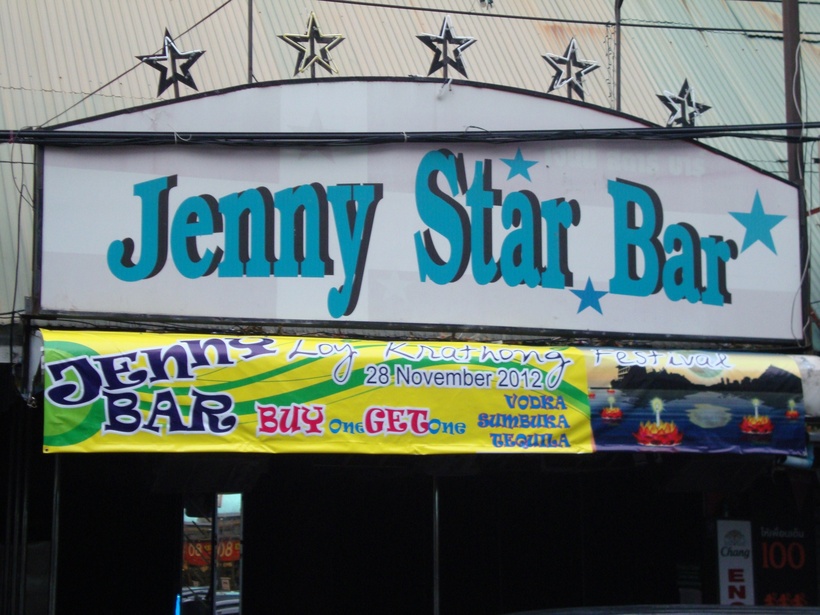 Jenny Star Bar
JENNY Loy Krathong Festival
28 November 2012
BAR BUY One GET One
VODKA
SUMBUKA
TEQUILA
Chang
100
EN